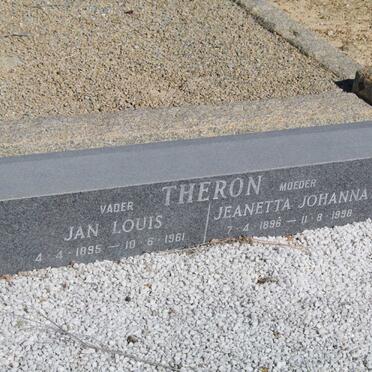 THERON
VADER
JAN LOUIS
4·4·1895–10·6·1961
MOEDER
JEANETTA JOHANNA
7·4·1896–11·8·1990